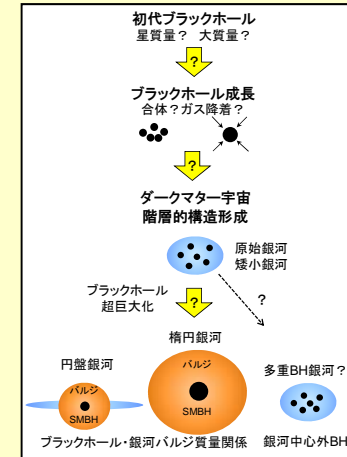 初代ブラックホール
星質量？ 大質量？
?
ブラックホール成長
合体？ガス降着？
?
ダークマター宇宙
階層的構造形成
原始銀河
矮小銀河
ブラックホール
超巨大化
?
?
楕円銀河
円盤銀河
バルジ
SMBH
バルジ
SMBH
多重BH銀河？
ブラックホール・銀河バルジ質量関係
銀河中心外BH